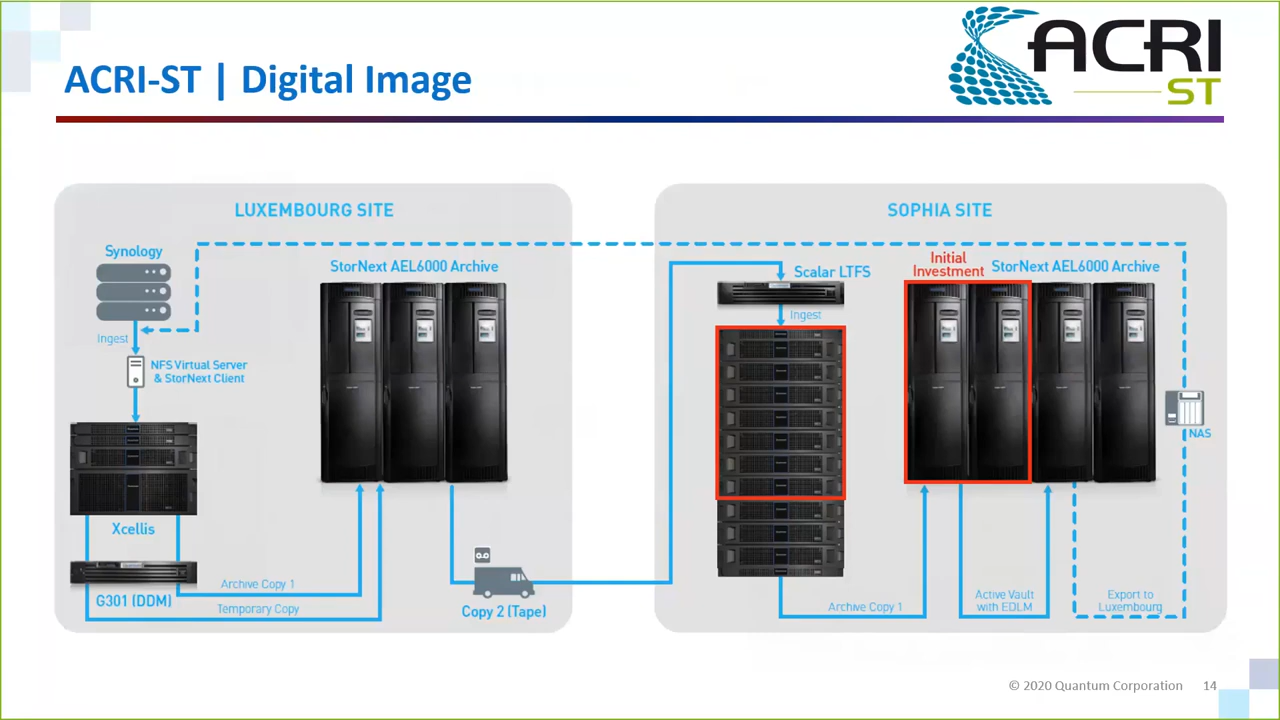 ACRI-ST | Digital Image
ACRI
ST
LUXEMBOURG SITE
Synology
Ingest
NFS Virtual Server
& StorNext Client
Xcellis
G301 (DDM)
StorNext AEL6000 Archive
Archive Copy 1
Temporary Copy
Copy 2 (Tape)
SOPHIA SITE
Scalar LTFS
Ingest
Initial
Investment
StorNext AEL6000 Archive
NAS
Archive Copy 1
Active Vault
with EDLM
Export to
Luxembourg
© 2020 Quantum Corporation
14